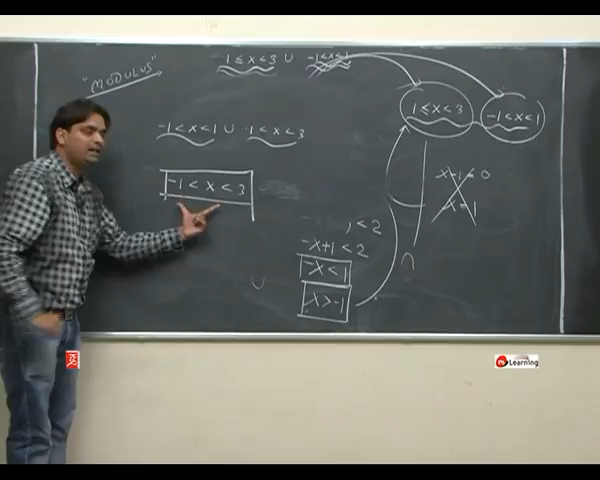 "MODULUS"
1 ≤ x < 3 ∪ -1 < x < 1
-1 < x < 1 ∪ 1 < x < 3
-1 < x < 3
1 ≤ x < 3
-1 < x < 1
x - 1 = 0
x = 1
< 2
-x+1 < 2
-x < 1
x > -1
∪
∩
Learning